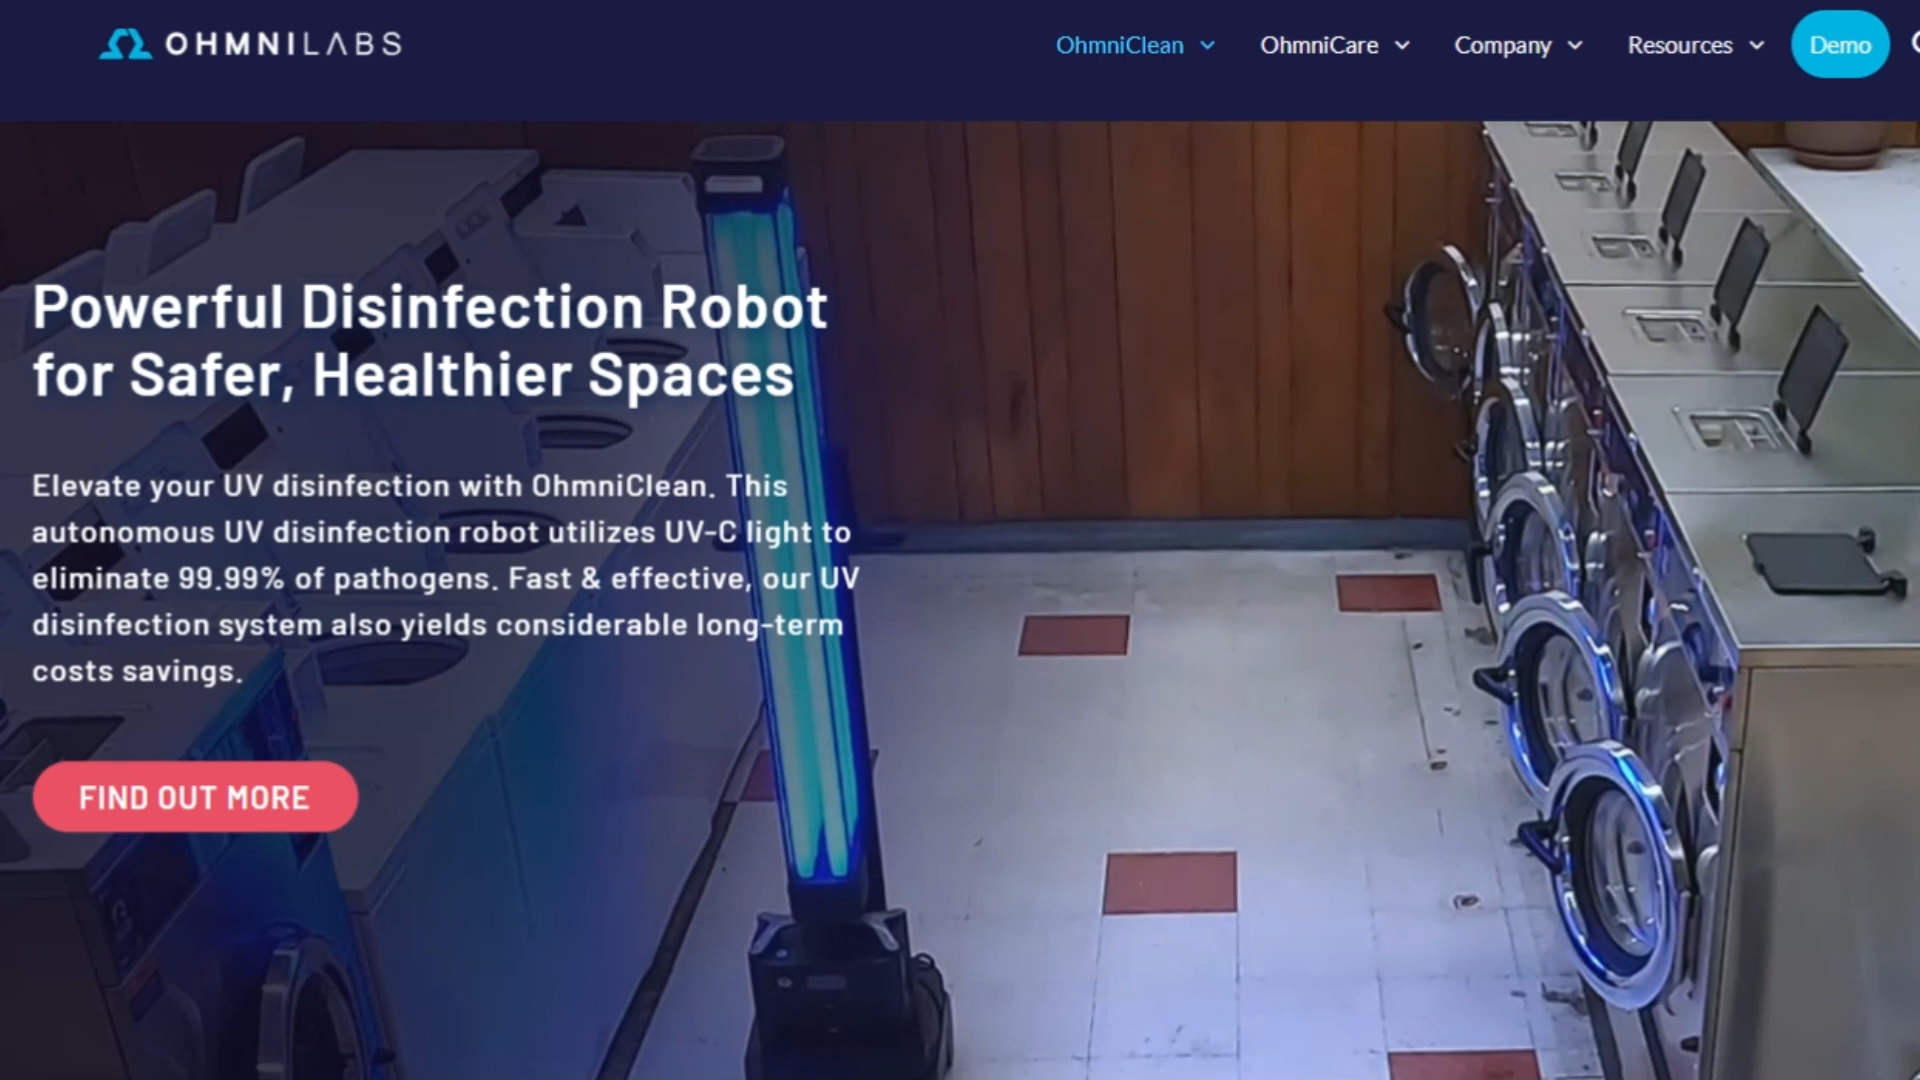 OHMNILABS
OhmniClean OhmniCare Company Resources Demo
Powerful Disinfection Robot
for Safer, Healthier Spaces
Elevate your UV disinfection with OhmniClean. This
autonomous UV disinfection robot utilizes UV-C light to
eliminate 99.99% of pathogens. Fast & effective, our UV
disinfection system also yields considerable long-term
costs savings.
FIND OUT MORE